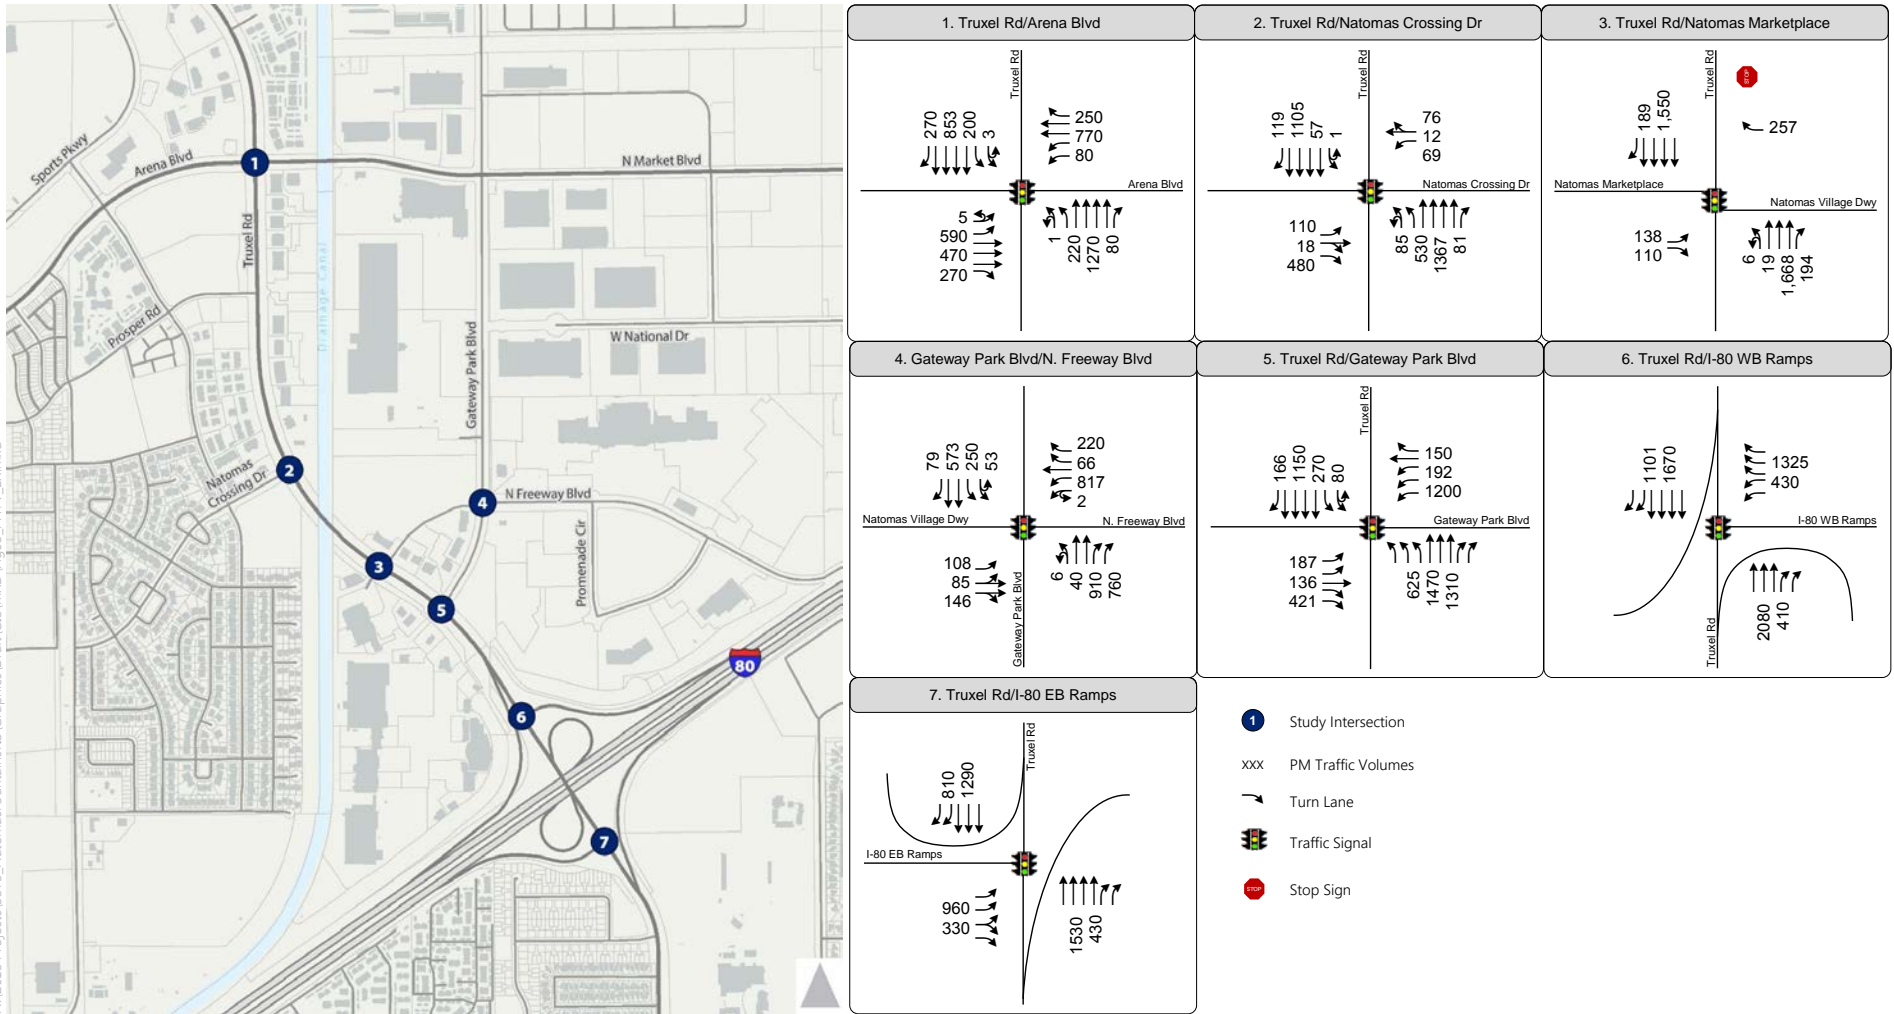 Sports Pkwy
Arena Blvd
1
N Market Blvd
Truxel Rd
Drainage Canal
Prosper Rd
Gateway Park Blvd
W National Dr
2
Natomas
Crossing Dr
4
N Freeway Blvd
Promenade Cir
3
5
80
6
7
1. Truxel Rd/Arena Blvd
Truxel Rd
270
853
200
3
250
770
80
Arena Blvd
5
590
470
270
1
220
1270
80
2. Truxel Rd/Natomas Crossing Dr
Truxel Rd
119
1105
57
1
76
12
69
Natomas Crossing Dr
110
18
480
85
530
1367
81
3. Truxel Rd/Natomas Marketplace
Truxel Rd
STOP
189
1,550
257
Natomas Marketplace
Natomas Village Dwy
138
110
6
19
1,668
194
4. Gateway Park Blvd/N. Freeway Blvd
79
573
250
53
220
66
817
2
Natomas Village Dwy
N. Freeway Blvd
108
85
146
Gateway Park Blvd
6
40
910
760
5. Truxel Rd/Gateway Park Blvd
Truxel Rd
166
1150
270
80
150
192
1200
Gateway Park Blvd
187
136
421
625
1470
1310
6. Truxel Rd/I-80 WB Ramps
1101
1670
1325
430
I-80 WB Ramps
Truxel Rd
2080
410
7. Truxel Rd/I-80 EB Ramps
Truxel Rd
810
1290
I-80 EB Ramps
960
330
1530
430
1 Study Intersection
XXX PM Traffic Volumes
Turn Lane
Traffic Signal
STOP Stop Sign